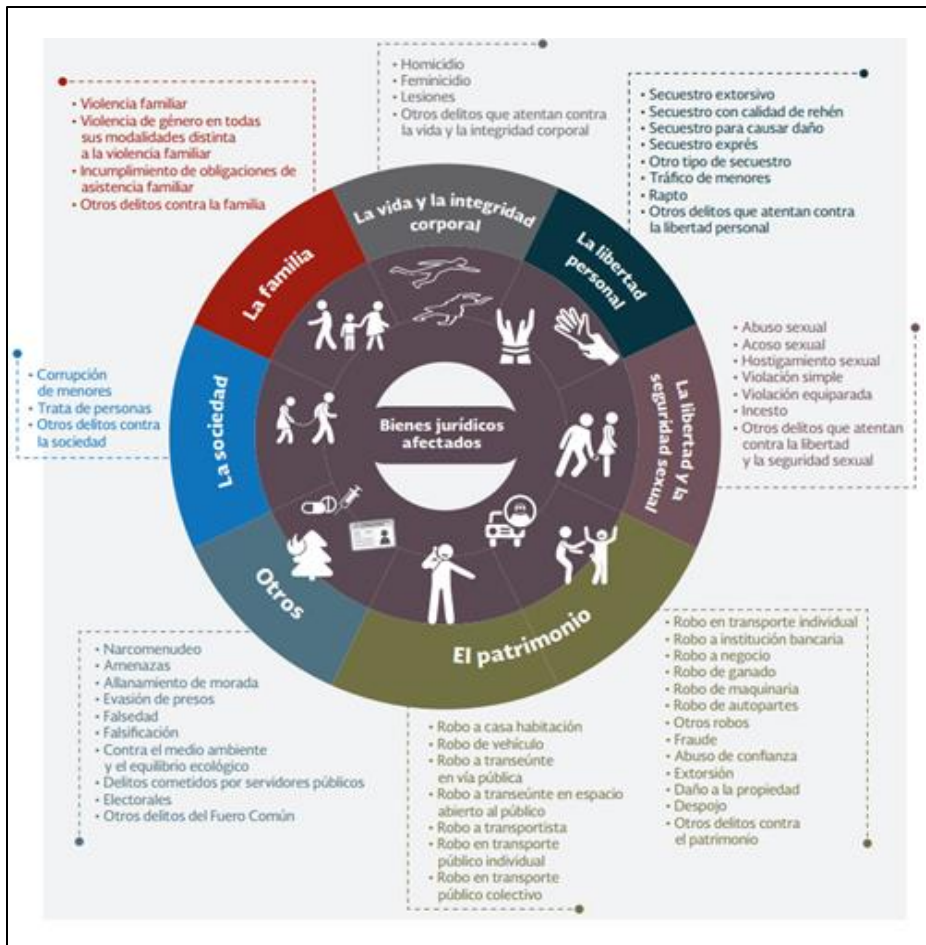 • Homicidio
• Feminicidio
• Lesiones
• Otros delitos que atentan contra
la vida y la integridad corporal
• Violencia familiar
• Violencia de género en todas
sus modalidades distinta
a la violencia familiar
• Incumplimiento de obligaciones de
asistencia familiar
• Otros delitos contra la familia
• Secuestro extorsivo
• Secuestro con calidad de rehén
• Secuestro para causar daño
• Secuestro exprés
• Otro tipo de secuestro
• Tráfico de menores
• Rapto
• Otros delitos que atentan contra
la libertad personal
La vida y la integridad
corporal
La familia
La libertad
personal
• Corrupción
de menores
• Trata de personas
• Otros delitos contra
la sociedad
La sociedad
Bienes jurídicos
afectados
La libertad y la
seguridad sexual
• Abuso sexual
• Acoso sexual
• Hostigamiento sexual
• Violación simple
• Violación equiparada
• Incesto
• Otros delitos que atentan
contra la libertad
y la seguridad sexual
Otros
El patrimonio
• Narcomenudeo
• Amenazas
• Allanamiento de morada
• Evasión de presos
• Falsedad
• Falsificación
• Contra el medio ambiente
y el equilibrio ecológico
• Delitos cometidos por servidores públicos
• Electorales
• Otros delitos del Fuero Común
• Robo a casa habitación
• Robo de vehículo
• Robo a transeúnte
en vía pública
• Robo a transeúnte en espacio
abierto al público
• Robo a transportista
• Robo en transporte
público individual
• Robo en transporte
público colectivo
• Robo en transporte individual
• Robo a institución bancaria
• Robo a negocio
• Robo de ganado
• Robo de maquinaria
• Robo de autopartes
• Otros robos
• Fraude
• Abuso de confianza
• Extorsión
• Daño a la propiedad
• Despojo
• Otros delitos contra
el patrimonio